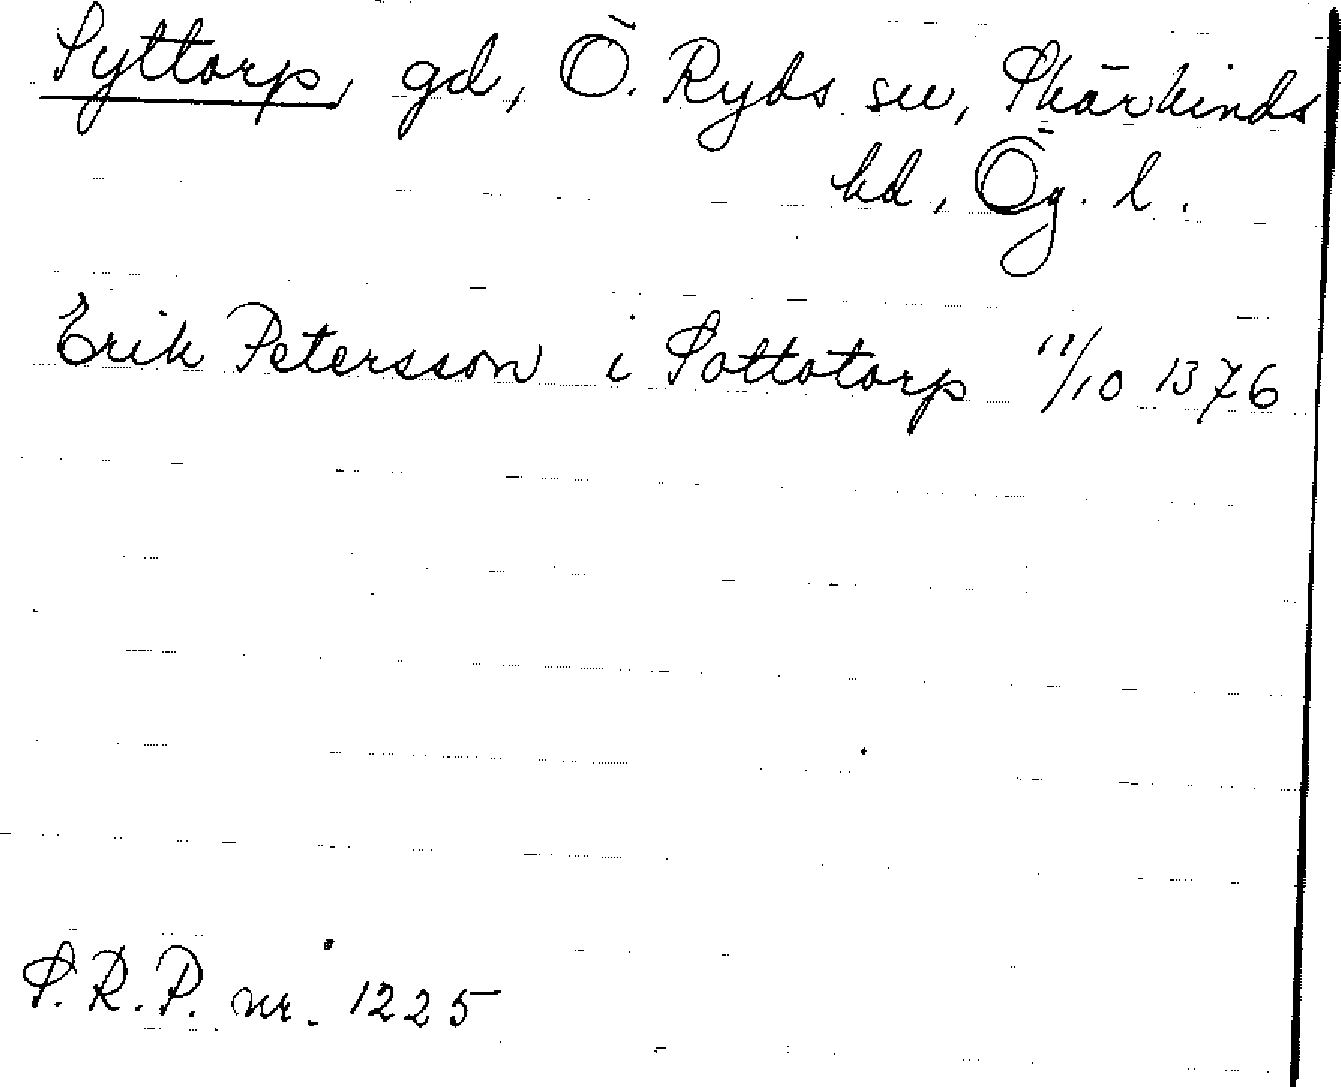 Syttorp, gd, Ö. Ryds sn, Skärkinds
hd, Ög. l.
Erik Petersson i Sottotorp 11/10 1376
S.R.P. nr. 1225